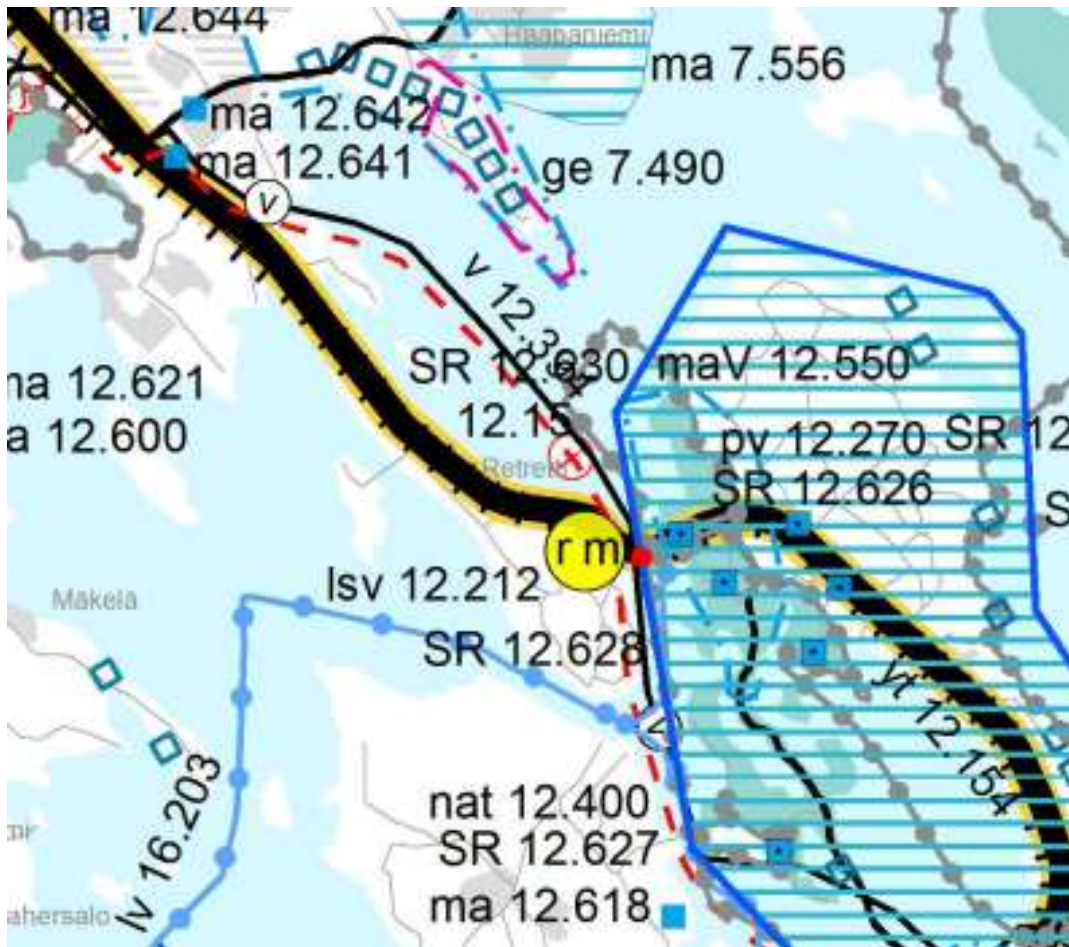 ma 12.644
Haapaniemi
ma 7.556
ma 12.642
ma 12.641
ge 7.490
v
SR 12.630 maV 12.550
ma 12.621
a 12.600
12.15
pv 12.270 SR 12
Retretti
SR 12.626
S
r m
lsv 12.212
Mäkelä
SR 12.628
yt 12.154
v
nat 12.400
lv 16.203
SR 12.627
ma 12.618
ahersalo